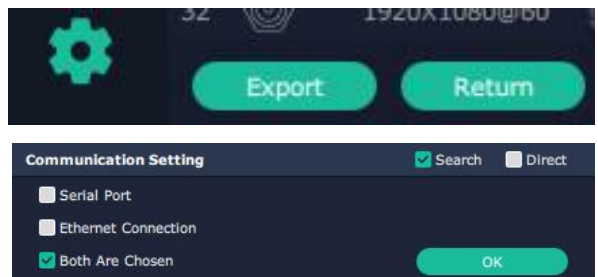 32 1920X1080@60
Export Return
Communication Setting Search Direct
Serial Port
Ethernet Connection
Both Are Chosen OK